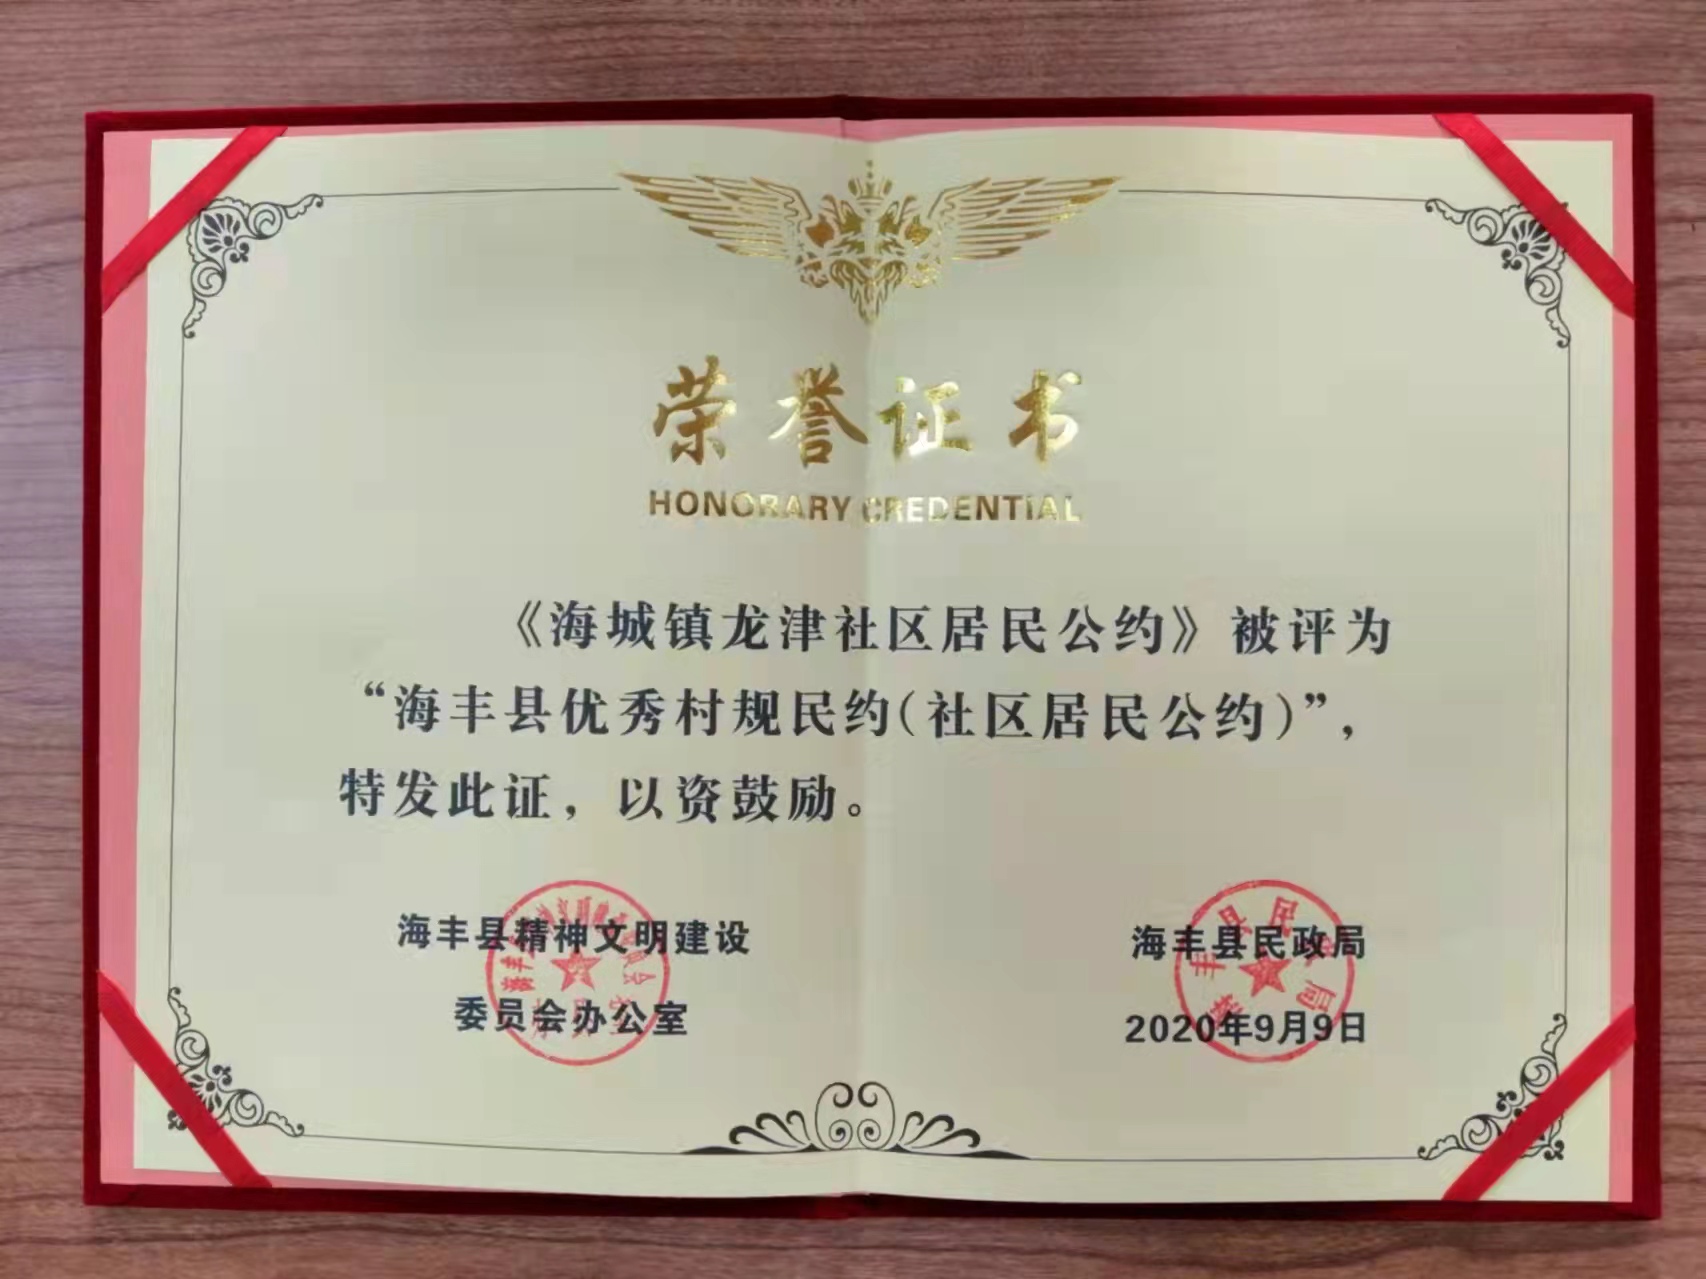 荣誉证书
HONORARY CREDENTIAL
《海城镇龙津社区居民公约》被评为
“海丰县优秀村规民约(社区居民公约)”,
特发此证,以资鼓励。
海丰县精神文明建设
委员会办公室
海丰县民政局
2020年9月9日